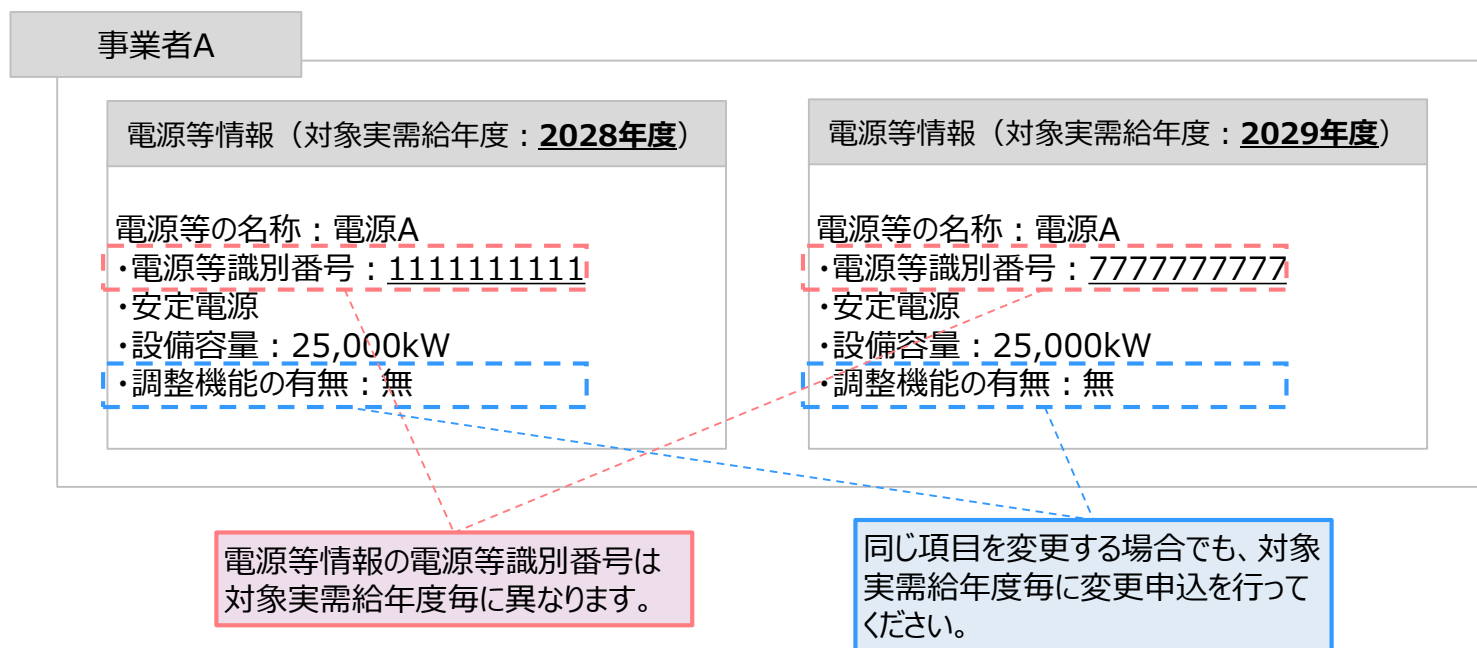 事業者A
電源等情報（対象実需給年度：2028年度）
電源等の名称：電源A
・電源等識別番号：1111111111
・安定電源
・設備容量：25,000kW
・調整機能の有無：無
電源等情報（対象実需給年度：2029年度）
電源等の名称：電源A
・電源等識別番号：7777777777
・安定電源
・設備容量：25,000kW
・調整機能の有無：無
電源等情報の電源等識別番号は
対象実需給年度毎に異なります。
同じ項目を変更する場合でも、対象
実需給年度毎に変更申込を行って
ください。